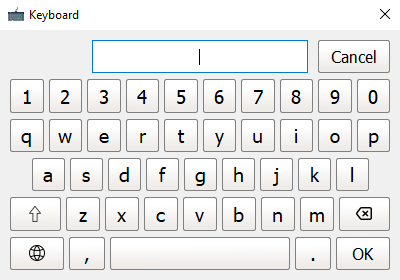 Keyboard
Cancel
1 2 3 4 5 6 7 8 9 0
q w e r t y u i o p
a s d f g h j k l
z x c v b n m
, . OK